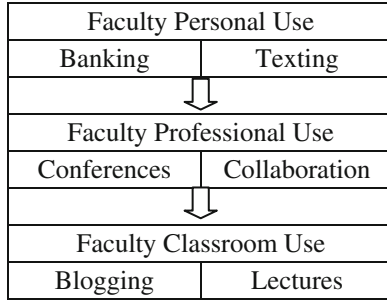 Faculty Personal Use
Banking Texting
Faculty Professional Use
Conferences Collaboration
Faculty Classroom Use
Blogging Lectures